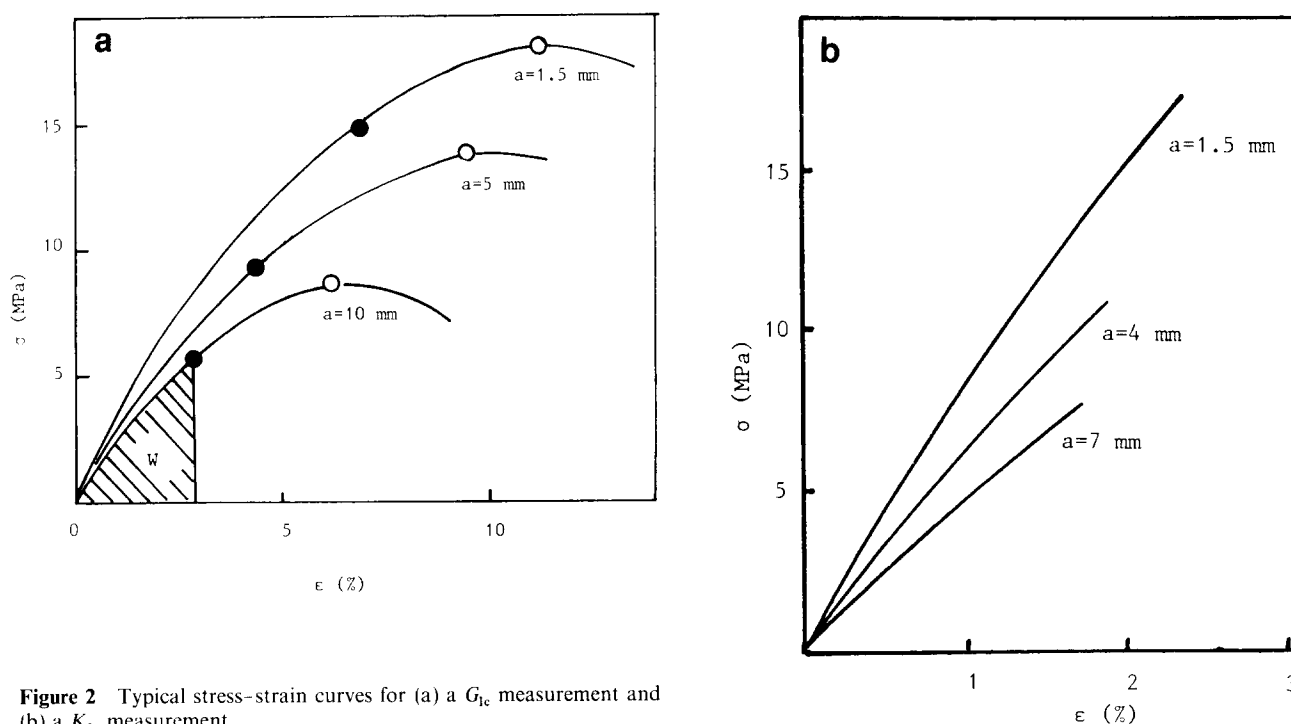 a
15
10
5
σ (MPa)
a=1.5 mm
a=5 mm
a=10 mm
W
0
5
10
ε (%)
b
15
10
5
σ (MPa)
a=1.5 mm
a=4 mm
a=7 mm
1
2
3
ε (%)
Figure 2 Typical stress–strain curves for (a) a G_Ic measurement and
(b) a K measurement